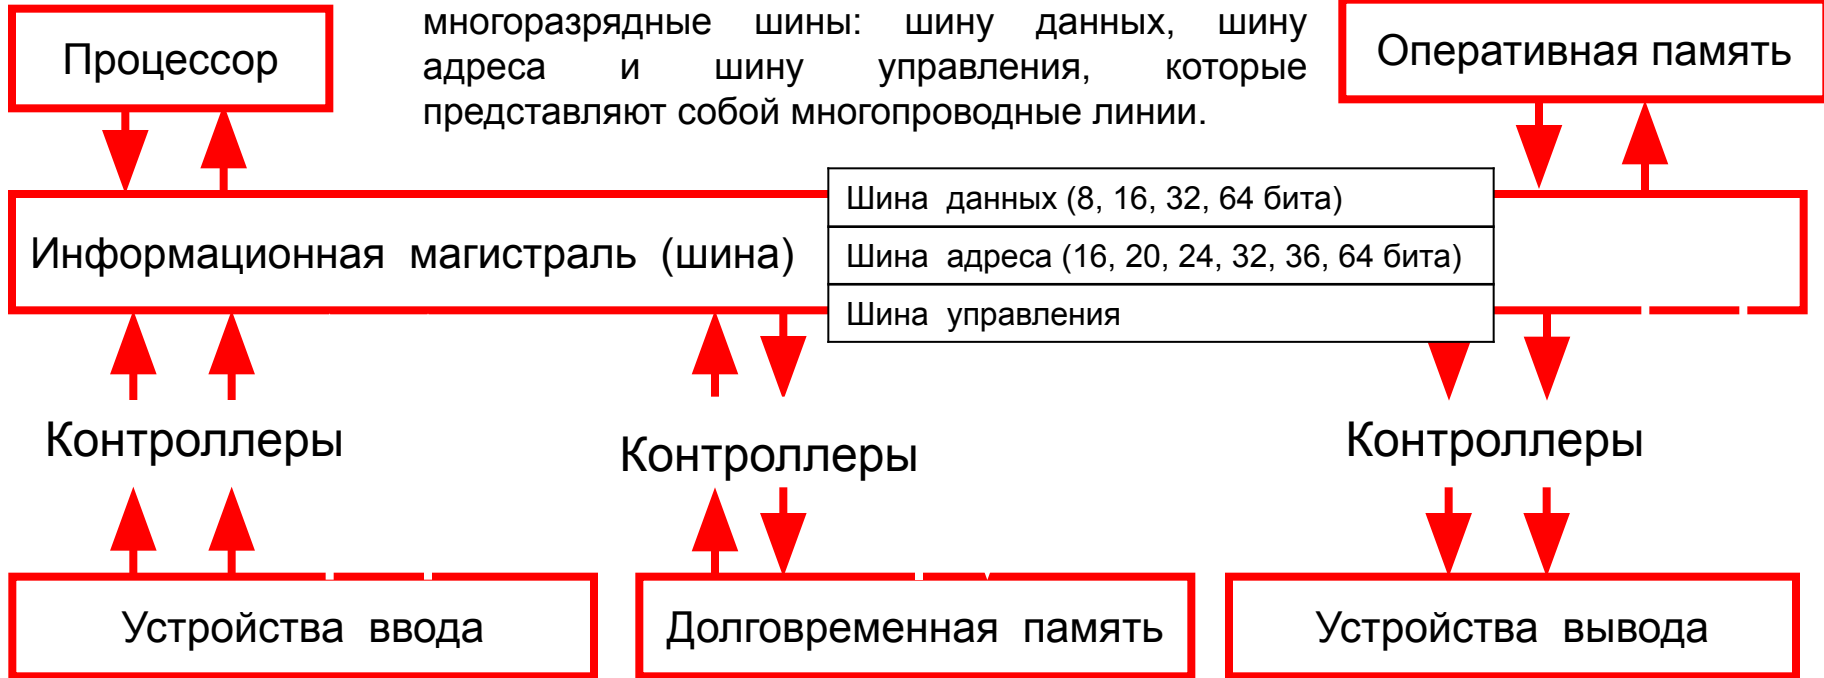 Процессор
многоразрядные шины: шину данных, шину
адреса и шину управления, которые
представляют собой многопроводные линии.
Оперативная память
Информационная магистраль (шина)
Шина данных (8, 16, 32, 64 бита)
Шина адреса (16, 20, 24, 32, 36, 64 бита)
Шина управления
Контроллеры
Контроллеры
Контроллеры
Устройства ввода
Долговременная память
Устройства вывода